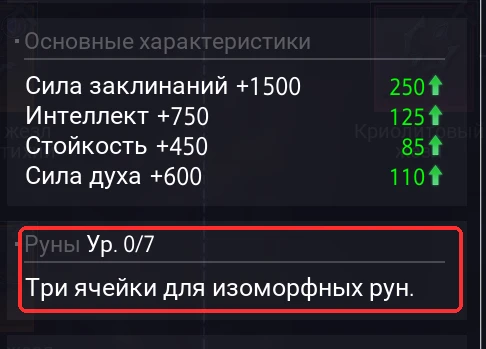 Основные характеристики
Сила заклинаний +1500 250
Интеллект +750 125
Стойкость +450 85
Сила духа +600 110
Криолитовый
Руны Ур. 0/7
Три ячейки для изоморфных рун.